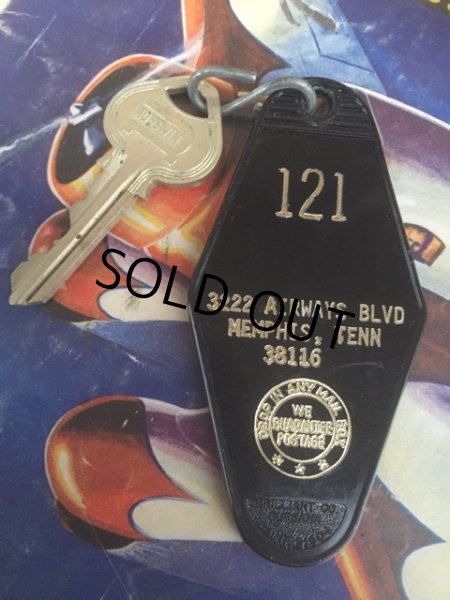 121
3222 AIRWAYS BLVD
MEMPHIS, TENN
38116
DROP IN ANY MAIL BOX
WE
GUARANTEE
POSTAGE
SOLD OUT